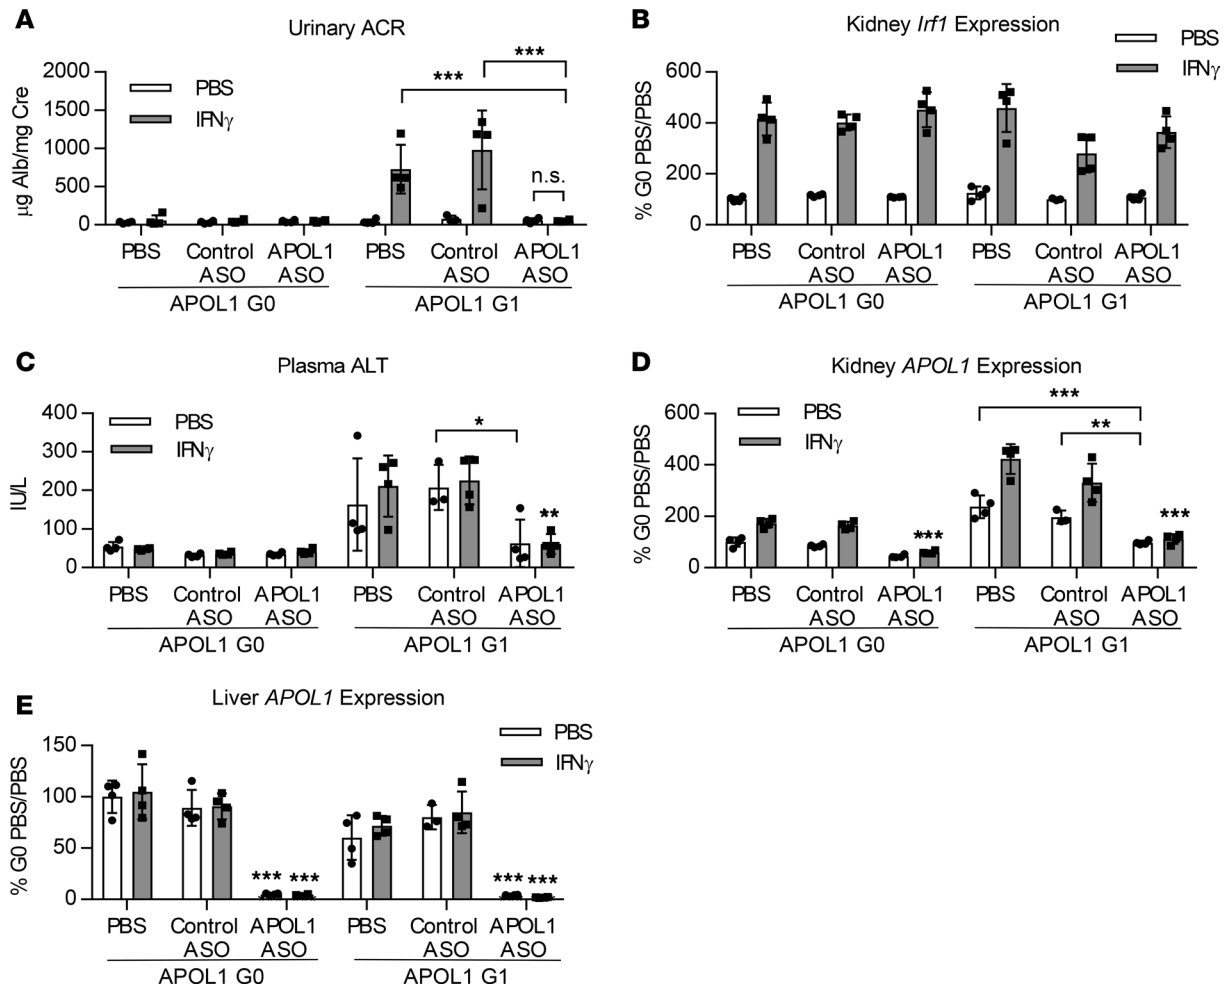 A
Urinary ACR
µg Alb/mg Cre
2000
1500
1000
500
0
PBS
IFNγ
***
***
n.s.
PBS
Control
ASO
APOL1
ASO
PBS
Control
ASO
APOL1
ASO
APOL1 G0
APOL1 G1
B
Kidney Irf1 Expression
% G0 PBS/PBS
600
400
200
0
PBS
IFNγ
PBS
Control
ASO
APOL1
ASO
PBS
Control
ASO
APOL1
ASO
APOL1 G0
APOL1 G1
C
Plasma ALT
IU/L
400
300
200
100
0
PBS
IFNγ
*
**
PBS
Control
ASO
APOL1
ASO
PBS
Control
ASO
APOL1
ASO
APOL1 G0
APOL1 G1
D
Kidney APOL1 Expression
% G0 PBS/PBS
600
400
200
0
PBS
IFNγ
***
**
***
***
PBS
Control
ASO
APOL1
ASO
PBS
Control
ASO
APOL1
ASO
APOL1 G0
APOL1 G1
E
Liver APOL1 Expression
% G0 PBS/PBS
150
100
50
0
PBS
IFNγ
*** ***
*** ***
PBS
Control
ASO
APOL1
ASO
PBS
Control
ASO
APOL1
ASO
APOL1 G0
APOL1 G1